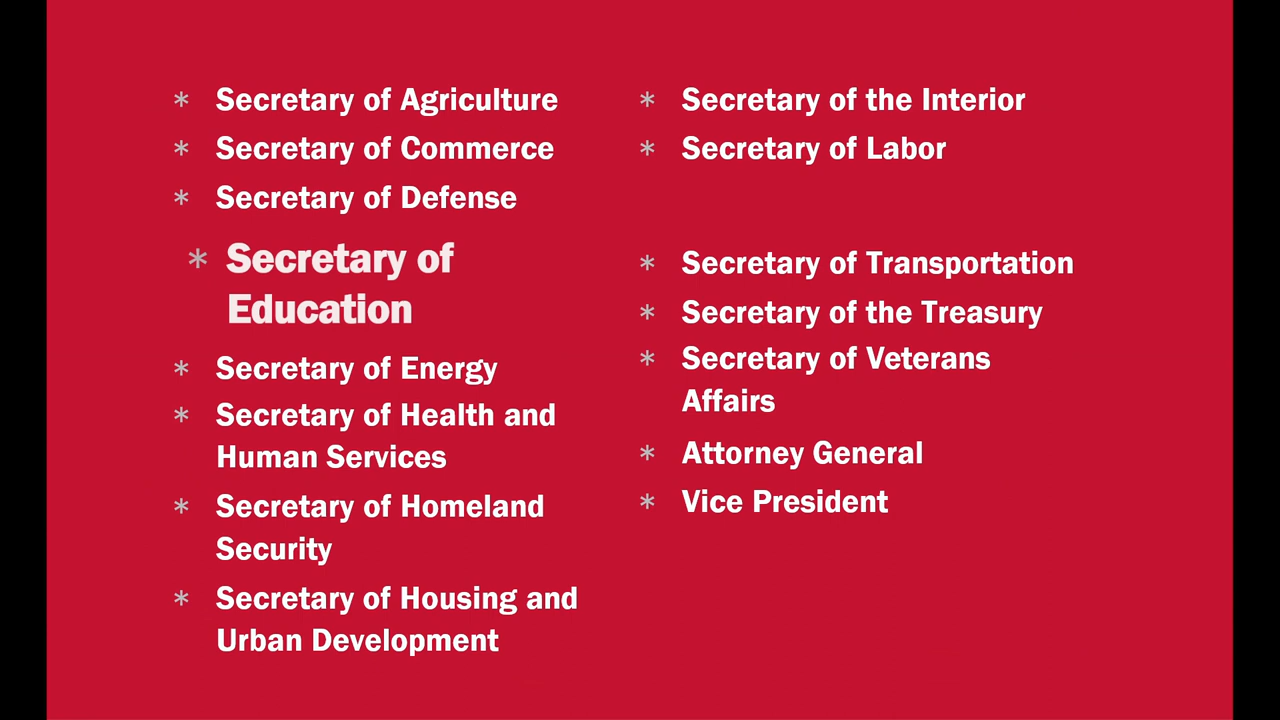 * Secretary of Agriculture
* Secretary of Commerce
* Secretary of Defense
* Secretary of
Education
* Secretary of Energy
* Secretary of Health and
Human Services
* Secretary of Homeland
Security
* Secretary of Housing and
Urban Development
* Secretary of the Interior
* Secretary of Labor
* Secretary of Transportation
* Secretary of the Treasury
* Secretary of Veterans
Affairs
* Attorney General
* Vice President